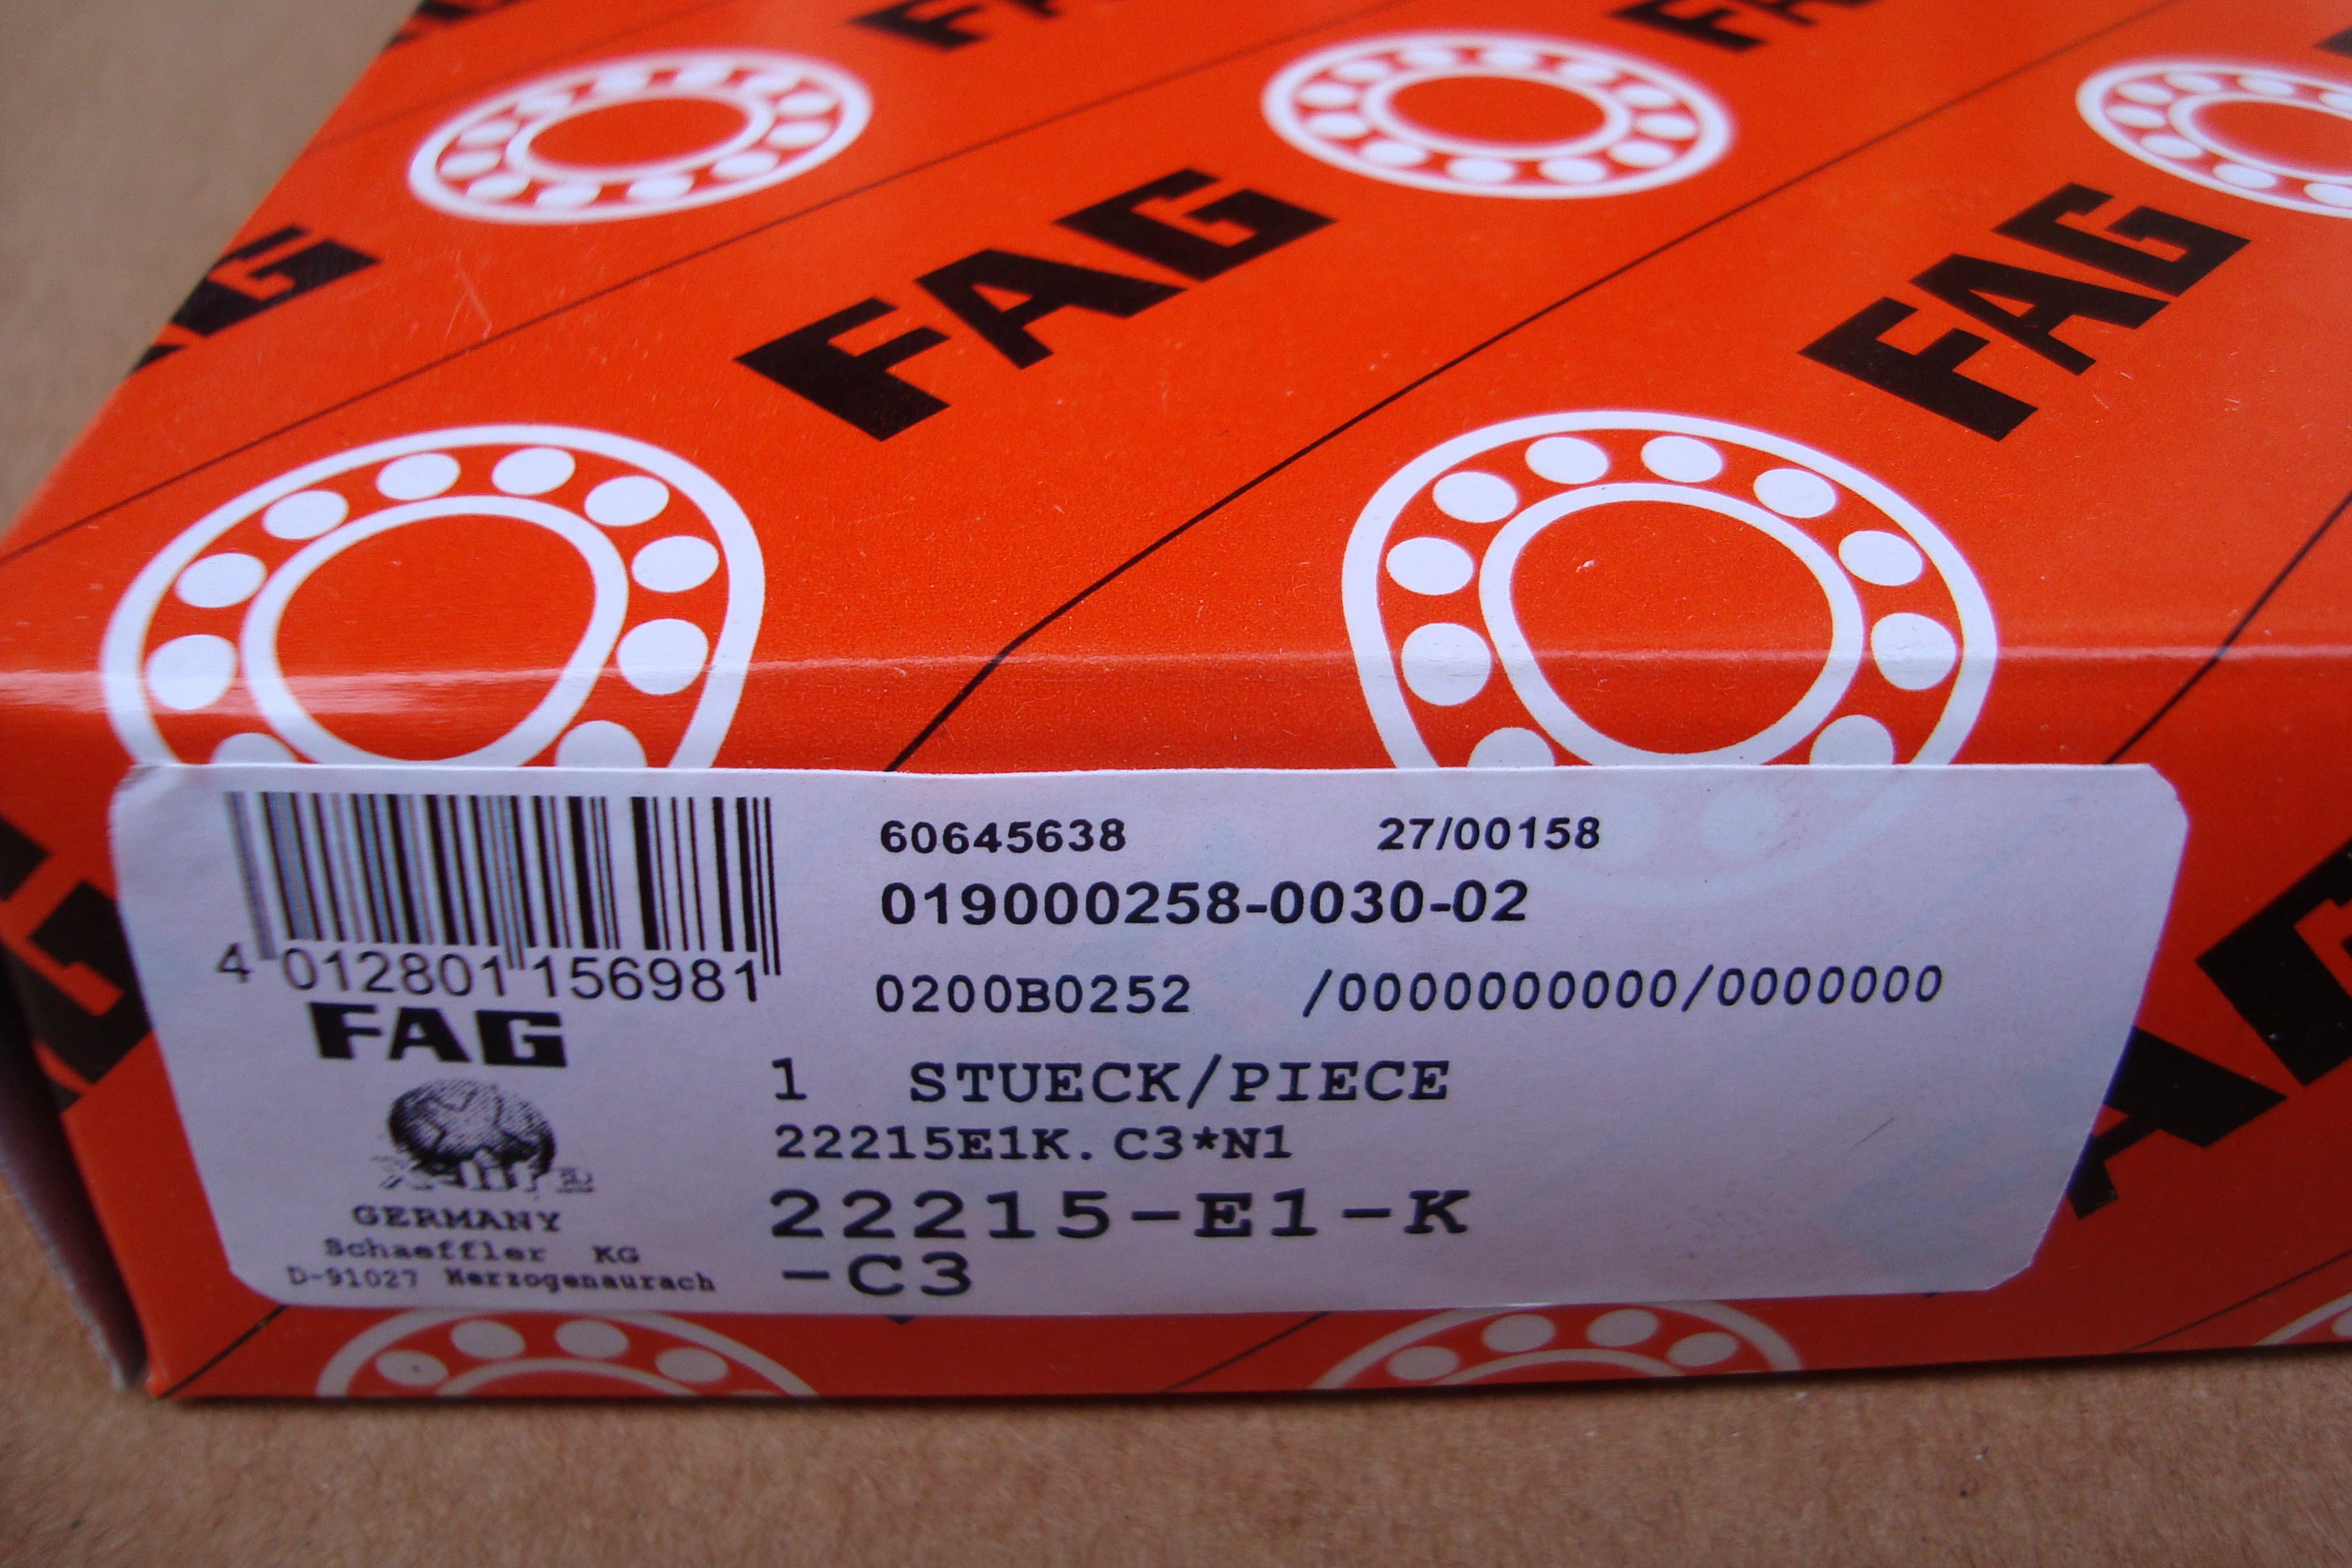 FAG
FAG
60645638 27/00158
019000258-0030-02
4 012801 156981
0200B0252 /0000000000/0000000
FAG
1 STUECK/PIECE
22215E1K.C3*N1
22215-E1-K
-C3
GERMANY
Schaeffler KG
D-91027 Herzogenaurach